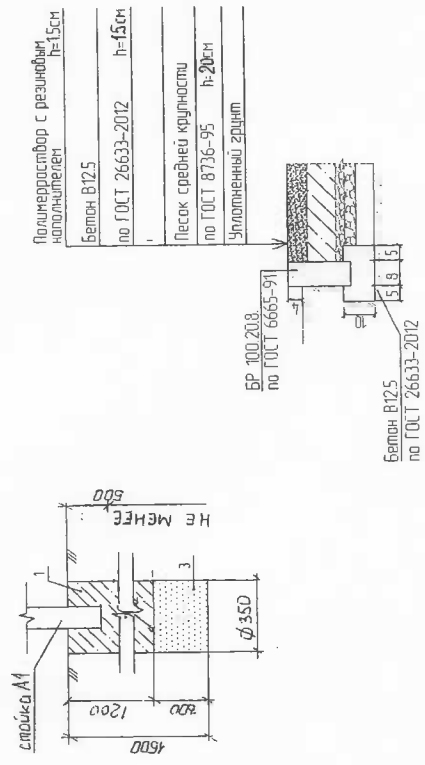 Полимерраствор с резиновым
наполнителем h=1.5см
Бетон В12.5
по ГОСТ 26633-2012 h=15см
Песок средней крупности
по ГОСТ 8736-95 h=20см
Уплотненный грунт
БР 100.20.8.
по ГОСТ 6665-91
4
10
5 8 5
Бетон В12.5
по ГОСТ 26633-2012
стойка А1
1
500
НЕ МЕНЕЕ
3
1200
1600
ф 350